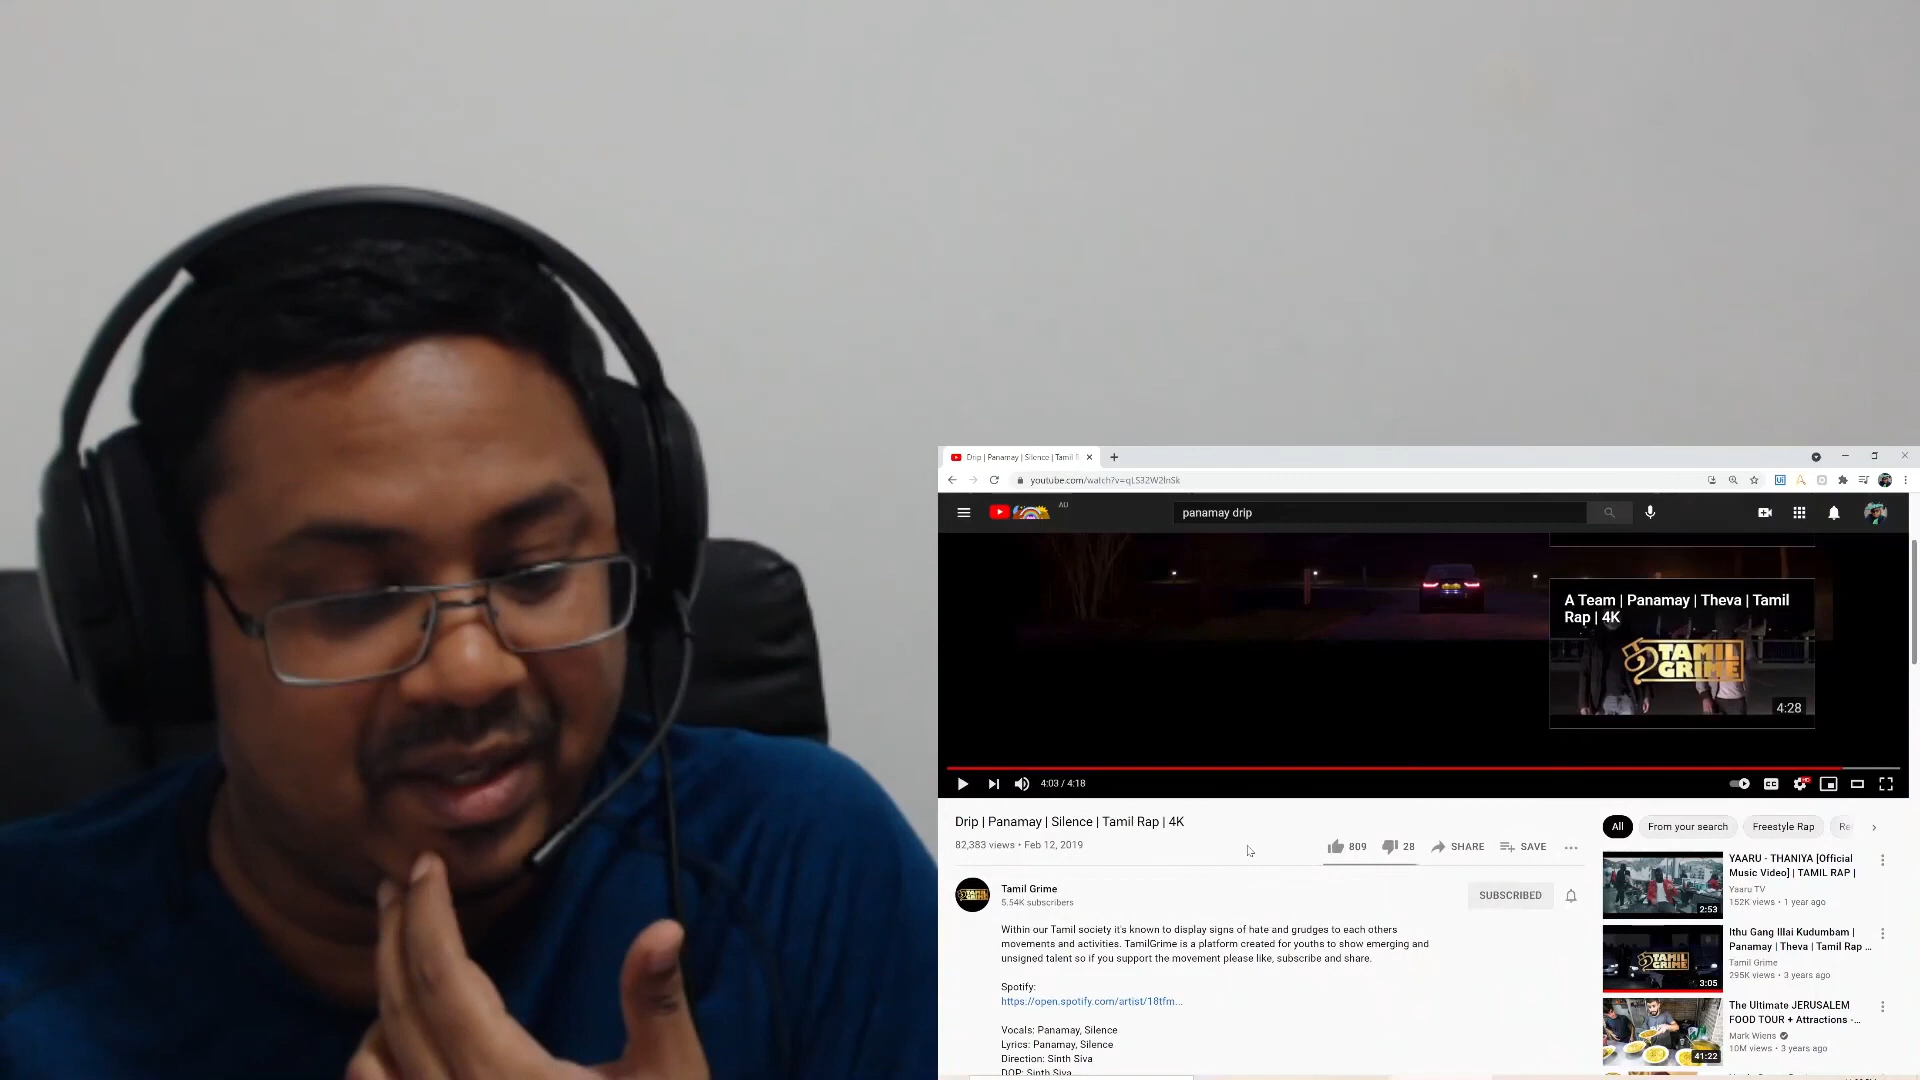 Drip | Panamay | Silence | Tamil
youtube.com/watch?v=qLS32W2lnSk
AU
panamay drip
A Team | Panamay | Theva | Tamil
Rap | 4K
TAMIL
GRIME
4:28
4:03 / 4:18
Drip | Panamay | Silence | Tamil Rap | 4K
82,383 views • Feb 12, 2019
809
28
SHARE
SAVE
Tamil Grime
5.54K subscribers
SUBSCRIBED
Within our Tamil society it's known to display signs of hate and grudges to each others
movements and activities. TamilGrime is a platform created for youths to show emerging and
unsigned talent so if you support the movement please like, subscribe and share.
Spotify:
https://open.spotify.com/artist/18tfm...
Vocals: Panamay, Silence
Lyrics: Panamay, Silence
Direction: Sinth Siva
DOP: Sinth Siva
All
From your search
Freestyle Rap
Re
YAARU - THANIYA [Official
Music Video] | TAMIL RAP |
Yaaru TV
152K views • 1 year ago
2:53
Ithu Gang Illai Kudumbam |
Panamay | Theva | Tamil Rap ...
Tamil Grime
295K views • 3 years ago
TAMIL
GRIME
3:05
The Ultimate JERUSALEM
FOOD TOUR + Attractions -...
Mark Wiens
10M views • 3 years ago
41:22